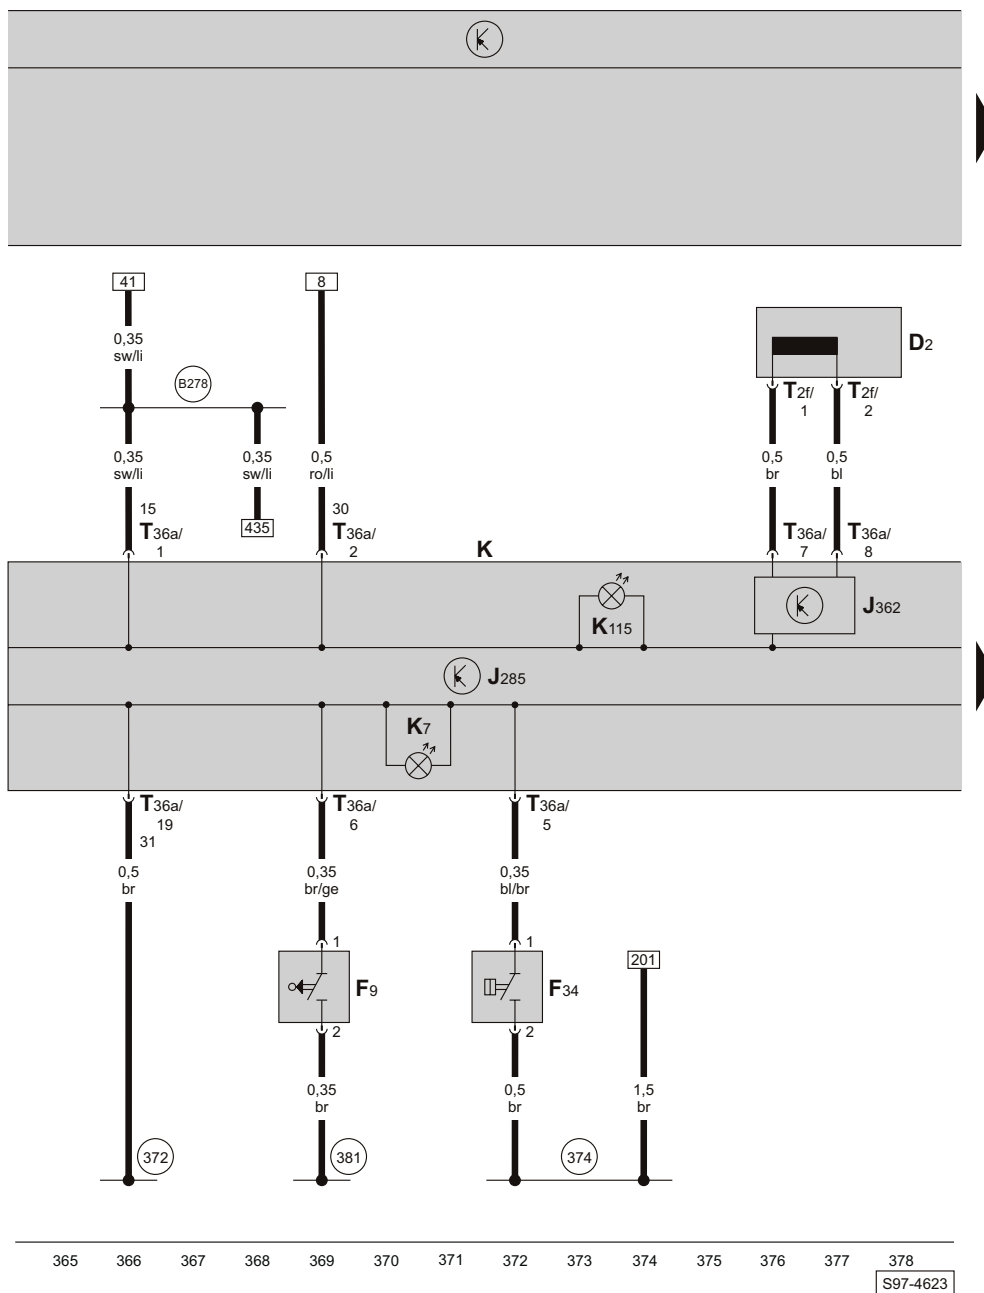 41
8
0,35
sw/li
D2
B278
T2f/
1
T2f/
2
0,35
sw/li
0,35
sw/li
0,5
ro/li
0,5
br
0,5
bl
15
T36a/
1
435
30
T36a/
2
K
T36a/
7
T36a/
8
K115
J362
J285
K7
T36a/
19
31
T36a/
6
T36a/
5
0,5
br
0,35
br/ge
0,35
bl/br
1
1
201
F9
F34
2
2
0,35
br
0,5
br
1,5
br
372
381
374
365 366 367 368 369 370 371 372 373 374 375 376 377 378
S97-4623